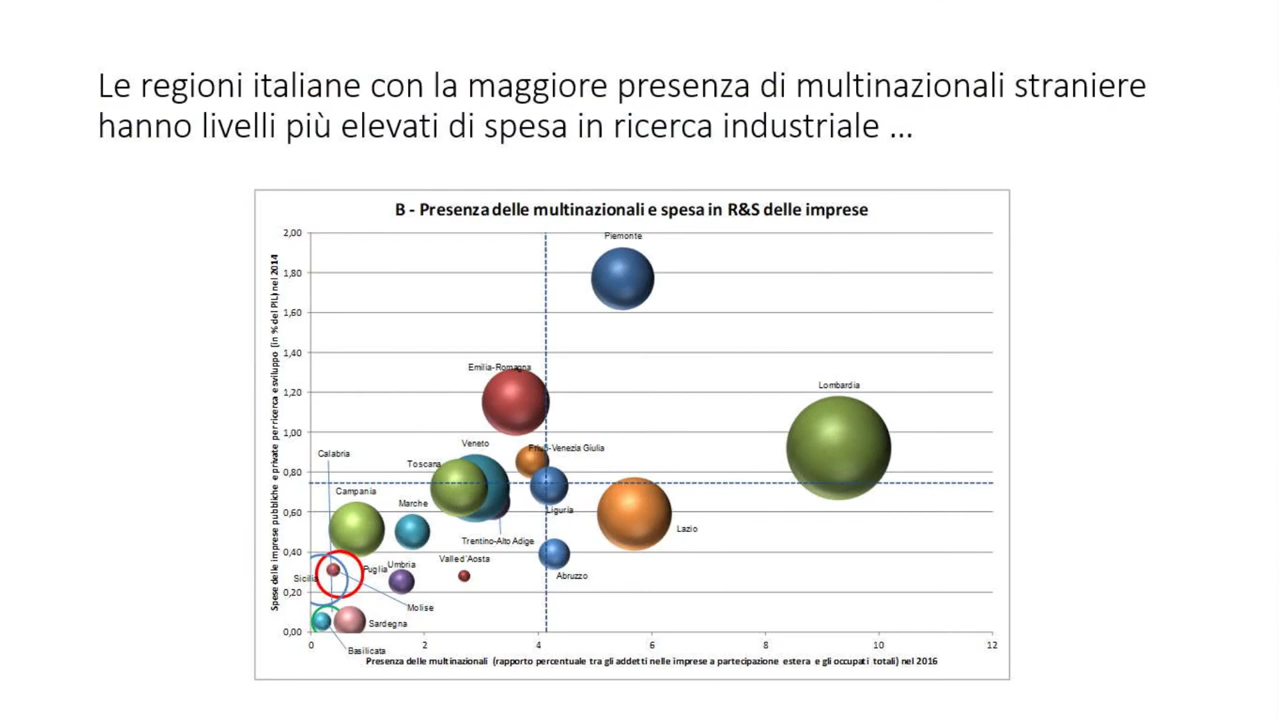 Le regioni italiane con la maggiore presenza di multinazionali straniere
hanno livelli più elevati di spesa in ricerca industriale ...
B - Presenza delle multinazionali e spesa in R&S delle imprese
Spese delle imprese pubbliche e private per ricerca e sviluppo (in % del PIL) nel 2014
2,00
1,80
1,60
1,40
1,20
1,00
0,80
0,60
0,40
0,20
0,00
Piemonte
Emilia-Romagna
Lombardia
Veneto
Friuli-Venezia Giulia
Calabria
Toscana
Campania
Marche
Liguria
Lazio
Trentino-Alto Adige
Valle d'Aosta
Puglia
Umbria
Abruzzo
Sicilia
Molise
Sardegna
Basilicata
0
2
4
6
8
10
12
Presenza delle multinazionali (rapporto percentuale tra gli addetti nelle imprese a partecipazione estera e gli occupati totali) nel 2016